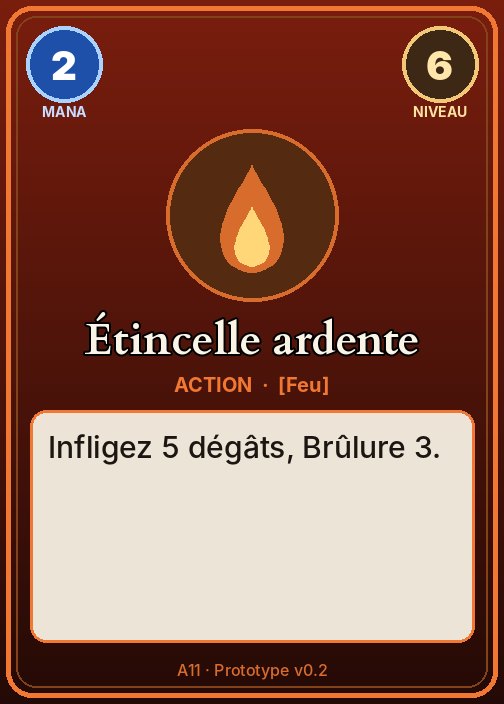 2
6
MANA
NIVEAU
Étincelle ardente
ACTION · [Feu]
Infligez 5 dégâts, Brûlure 3.
A11 · Prototype v0.2